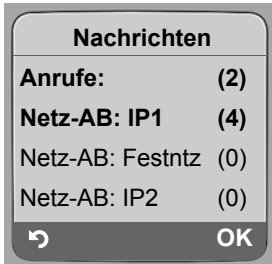 Nachrichten
Anrufe: (2)
Netz-AB: IP1 (4)
Netz-AB: Festntz (0)
Netz-AB: IP2 (0)
OK